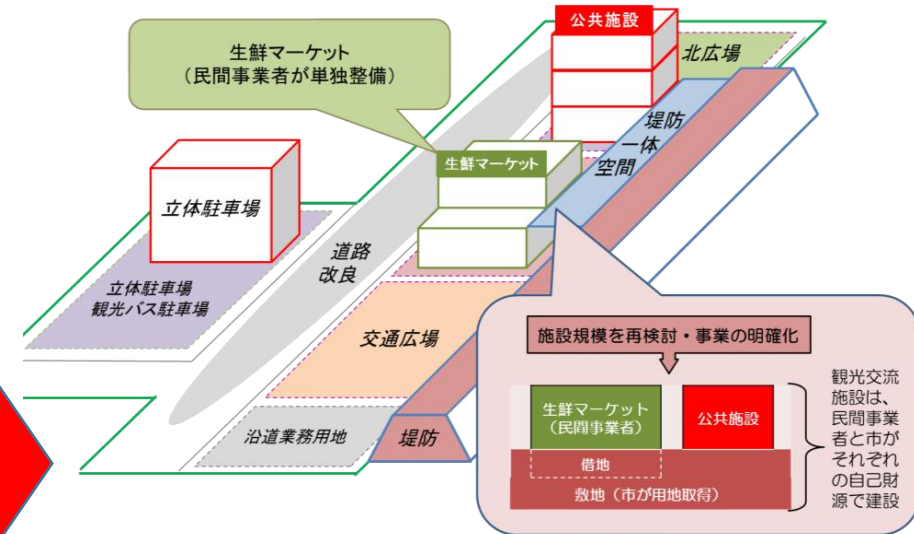 公共施設
北広場
生鮮マーケット
（民間事業者が単独整備）
堤防
一体
空間
生鮮マーケット
立体駐車場
道路
改良
立体駐車場
観光バス駐車場
交通広場
沿道業務用地
堤防
施設規模を再検討・事業の明確化
生鮮マーケット
（民間事業者）
公共施設
借地
敷地（市が用地取得）
観光交流
施設は、
民間事業
者と市が
それぞれ
の自己財
源で建設